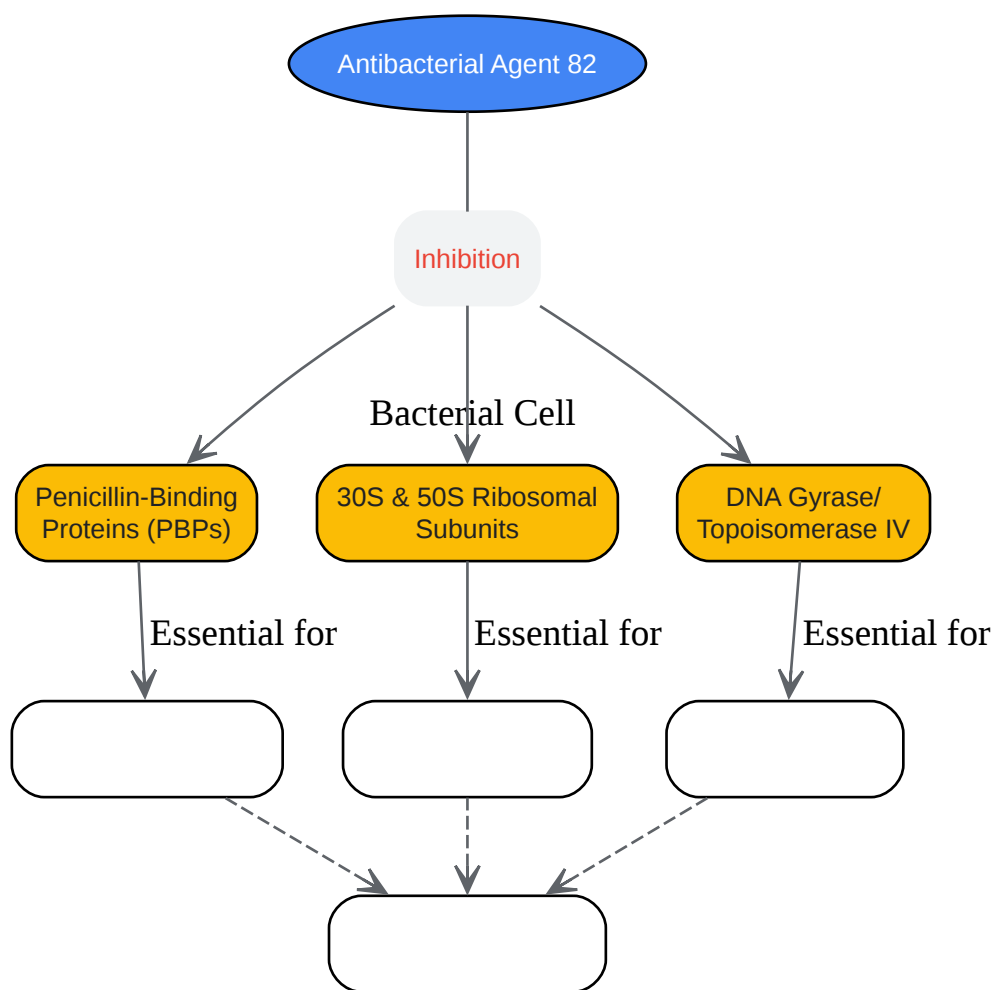 Antibacterial Agent 82
Inhibition
Bacterial Cell
Penicillin-Binding
Proteins (PBPs)
30S & 50S Ribosomal
Subunits
DNA Gyrase/
Topoisomerase IV
Essential for
Essential for
Essential for